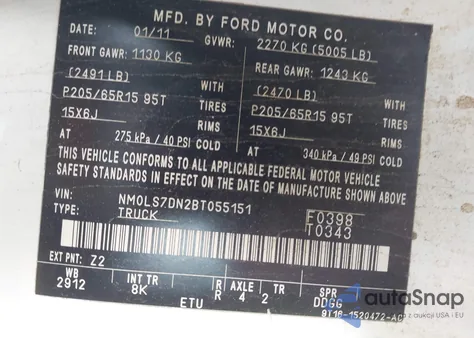 MFD. BY FORD MOTOR CO.
01/11 GVWR: 2270 KG (5005 LB)
FRONT GAWR: 1130 KG REAR GAWR: 1243 KG
(2491 LB) (2470 LB)
P205/65R15 95T TIRES P205/65R15 95T TIRES
15X6J RIMS 15X6J RIMS
AT 275 kPa / 40 PSI COLD AT 340 kPa / 49 PSI COLD
THIS VEHICLE CONFORMS TO ALL APPLICABLE FEDERAL MOTOR VEHICLE
SAFETY STANDARDS IN EFFECT ON THE DATE OF MANUFACTURE SHOWN ABOVE
VIN: NM0LS7DN2BT055151 F0398
TYPE: TRUCK T0343
EXT PNT: Z2
WB INT TR R AXLE TR SPR
2912 8K R 4 2 DDGG
ETU
autoSnap